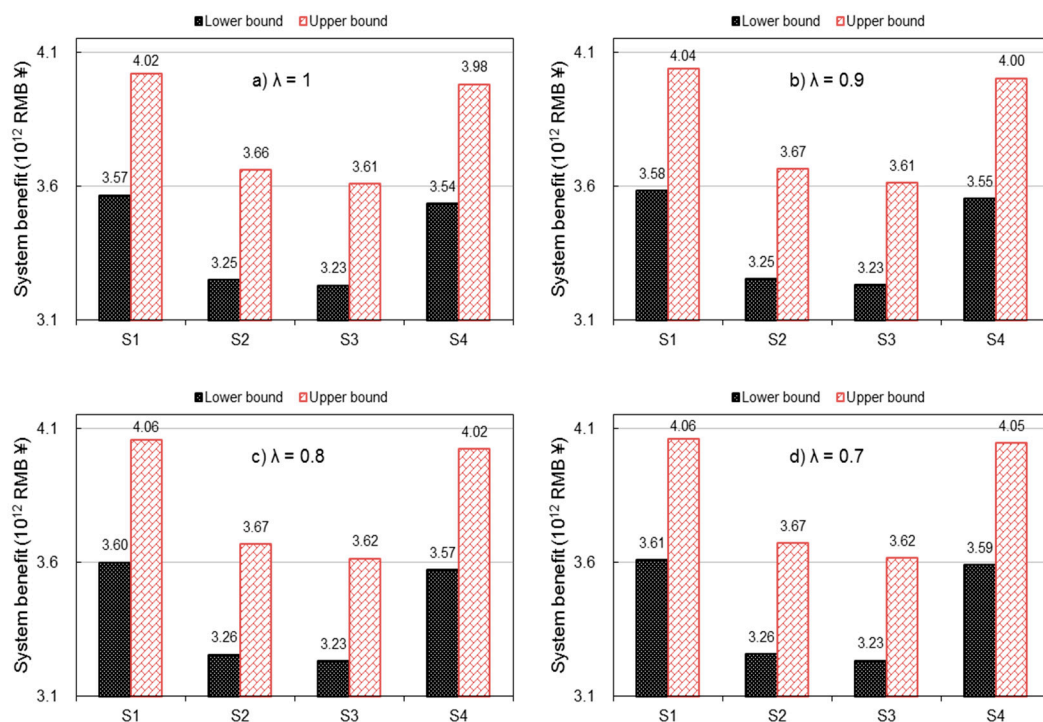 Lower bound Upper bound
System benefit (10¹² RMB ¥)
4.1
3.6
3.1
a) λ = 1
3.57 4.02 3.25 3.66 3.23 3.61 3.54 3.98
S1 S2 S3 S4
Lower bound Upper bound
System benefit (10¹² RMB ¥)
4.1
3.6
3.1
b) λ = 0.9
3.58 4.04 3.25 3.67 3.23 3.61 3.55 4.00
S1 S2 S3 S4
Lower bound Upper bound
System benefit (10¹² RMB ¥)
4.1
3.6
3.1
c) λ = 0.8
3.60 4.06 3.26 3.67 3.23 3.62 3.57 4.02
S1 S2 S3 S4
Lower bound Upper bound
System benefit (10¹² RMB ¥)
4.1
3.6
3.1
d) λ = 0.7
3.61 4.06 3.26 3.67 3.23 3.62 3.59 4.05
S1 S2 S3 S4